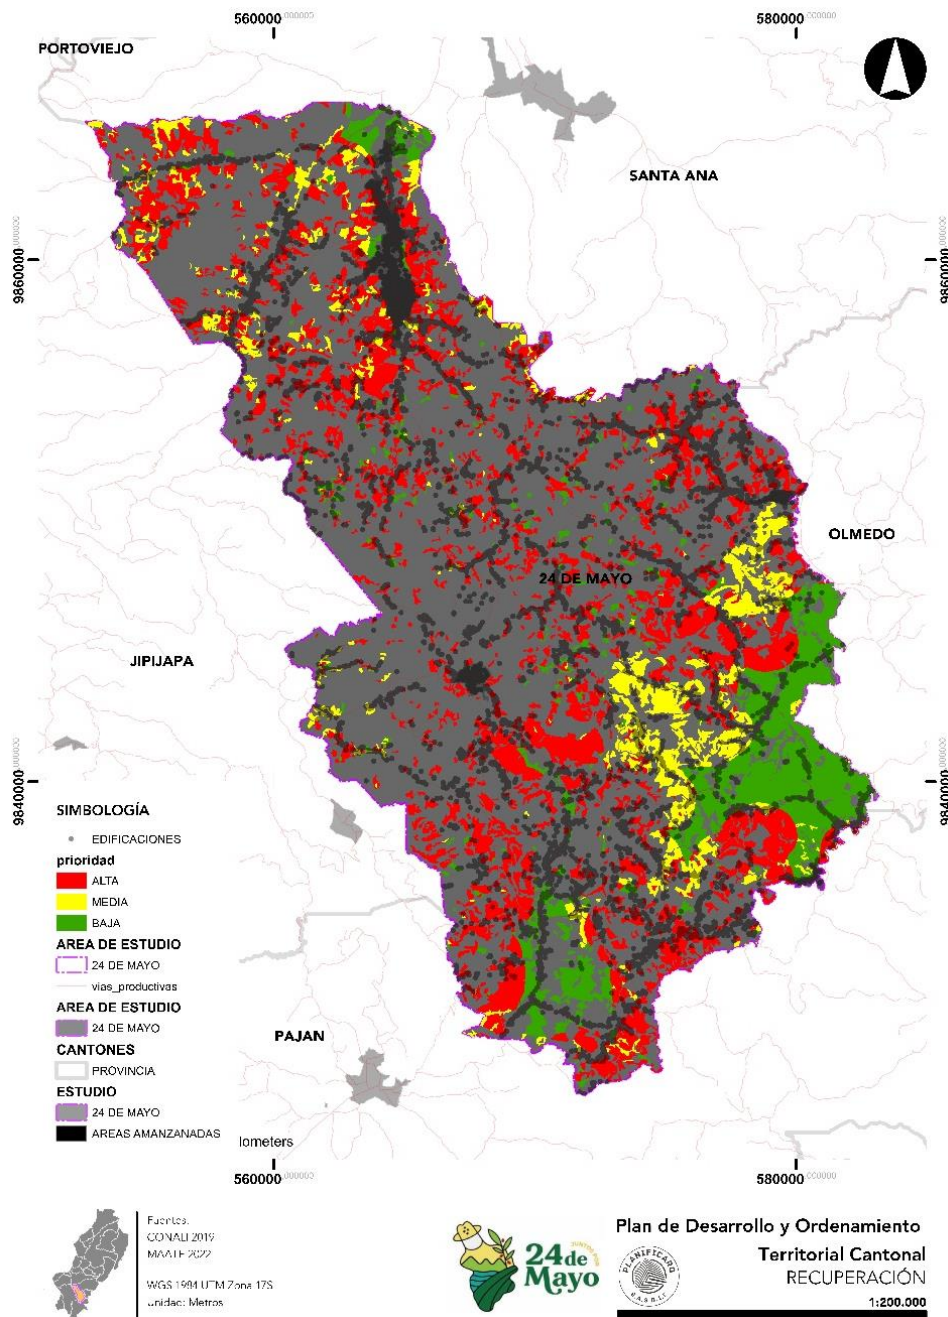 560000
580000
PORTOVIEJO
SANTA ANA
9860000
9860000
OLMEDO
24 DE MAYO
JIPIJAPA
9840000
9840000
SIMBOLOGÍA
EDIFICACIONES
prioridad
ALTA
MEDIA
BAJA
AREA DE ESTUDIO
24 DE MAYO
vias_productivas
AREA DE ESTUDIO
24 DE MAYO
CANTONES
PROVINCIA
ESTUDIO
24 DE MAYO
AREAS AMANZANADAS
PAJAN
lometers
560000
580000
Fuentes:
CONALI 2019
MAATE 2022
WGS 1984 UTM Zona 17S
Unidad: Metros
24 de
Mayo
PLANIFICARQ
Plan de Desarrollo y Ordenamiento
Territorial Cantonal
RECUPERACIÓN
1:200.000